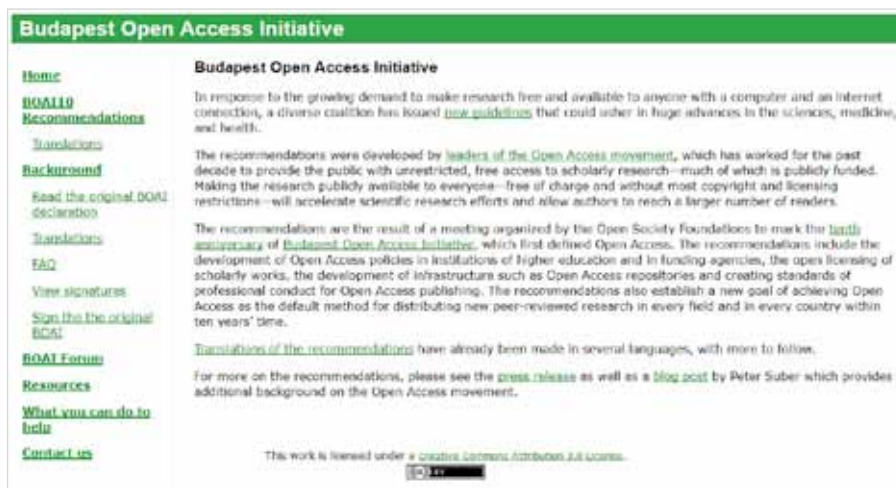 Budapest Open Access Initiative
Home
BOAI10
Recommendations
Translations
Background
Read the original BOAI
declaration
Translations
FAQ
View signatures
Sign the the original
BOAI
BOAI Forum
Resources
What you can do to
help
Contact us
Budapest Open Access Initiative
In response to the growing demand to make research free and available to anyone with a computer and an internet
connection, a diverse coalition has issued new guidelines that could usher in huge advances in the sciences, medicine,
and health.
The recommendations were developed by leaders of the Open Access movement, which has worked for the past
decade to provide the public with unrestricted, free access to scholarly research—much of which is publicly funded.
Making the research publicly available to everyone—free of charge and without most copyright and licensing
restrictions—will accelerate scientific research efforts and allow authors to reach a larger number of readers.
The recommendations are the result of a meeting organized by the Open Society Foundations to mark the tenth
anniversary of Budapest Open Access Initiative, which first defined Open Access. The recommendations include the
development of Open Access policies in institutions of higher education and in funding agencies, the open licensing of
scholarly works, the development of infrastructure such as Open Access repositories and creating standards of
professional conduct for Open Access publishing. The recommendations also establish a new goal of achieving Open
Access as the default method for distributing new peer-reviewed research in every field and in every country within
ten years' time.
Translations of the recommendations have already been made in several languages, with more to follow.
For more on the recommendations, please see the press release as well as a blog post by Peter Suber which provides
additional background on the Open Access movement.
This work is licensed under a Creative Commons Attribution 3.0 License.